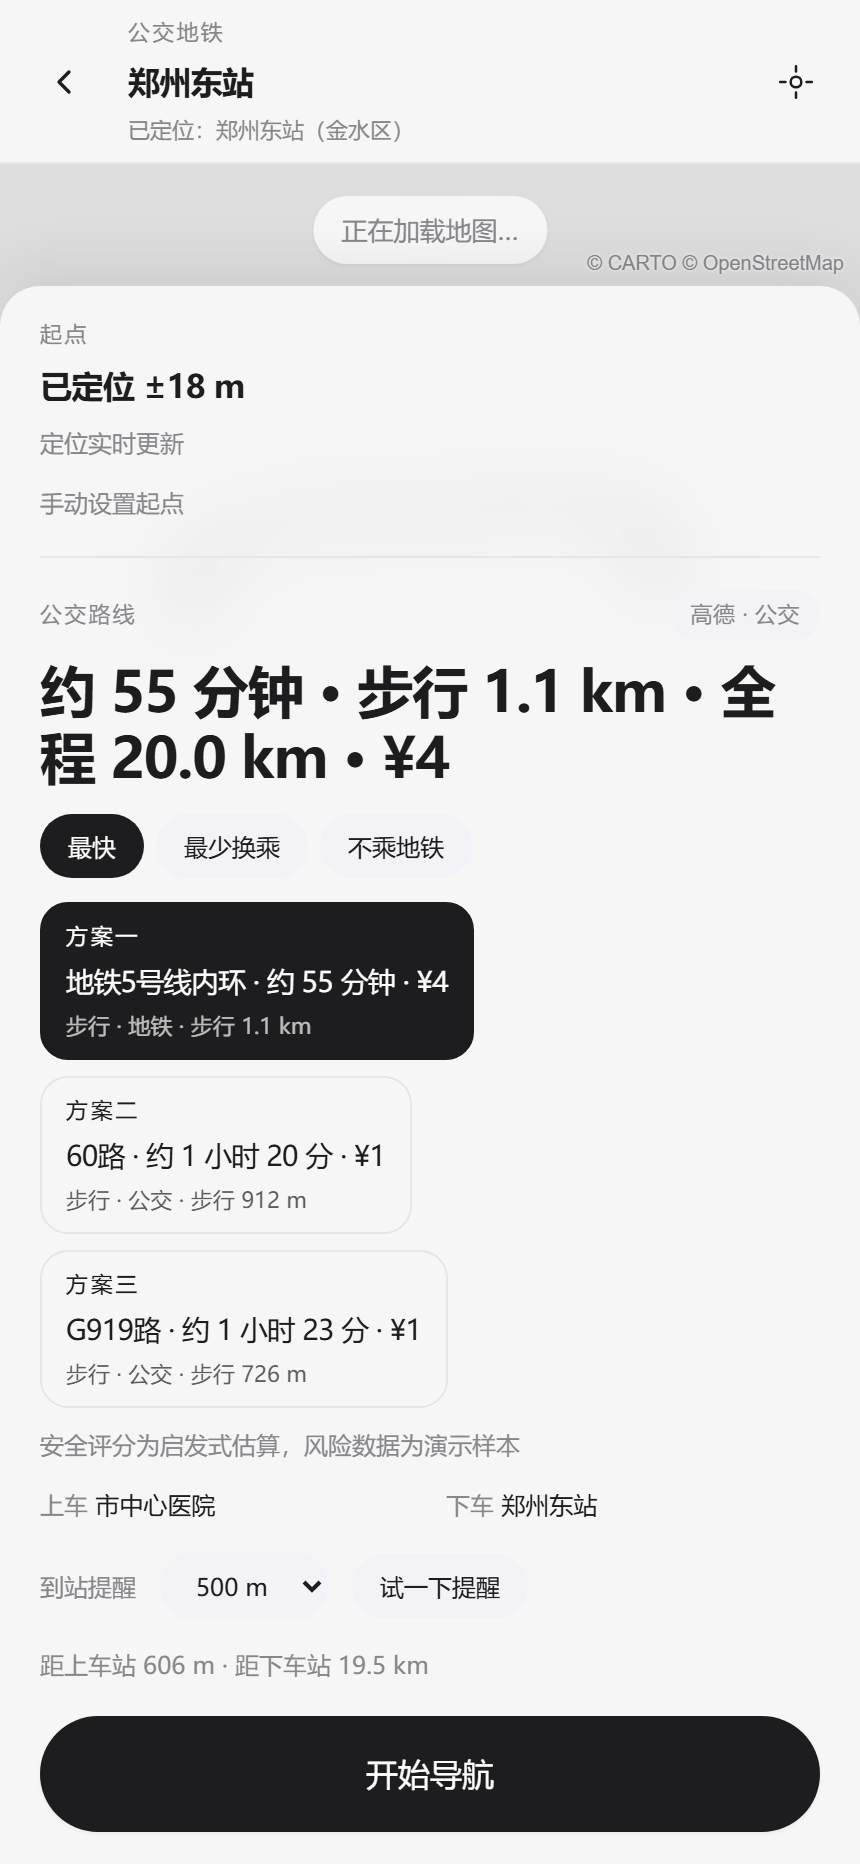 公交地铁
郑州东站
已定位：郑州东站（金水区）
正在加载地图...
© CARTO © OpenStreetMap
起点
已定位 ±18 m
定位实时更新
手动设置起点
公交路线
高德 · 公交
约 55 分钟 • 步行 1.1 km • 全
程 20.0 km • ¥4
最快
最少换乘
不乘地铁
方案一
地铁5号线内环 · 约 55 分钟 · ¥4
步行 · 地铁 · 步行 1.1 km
方案二
60路 · 约 1 小时 20 分 · ¥1
步行 · 公交 · 步行 912 m
方案三
G919路 · 约 1 小时 23 分 · ¥1
步行 · 公交 · 步行 726 m
安全评分为启发式估算，风险数据为演示样本
上车 市中心医院
下车 郑州东站
到站提醒
500 m
试一下提醒
距上车站 606 m · 距下车站 19.5 km
开始导航